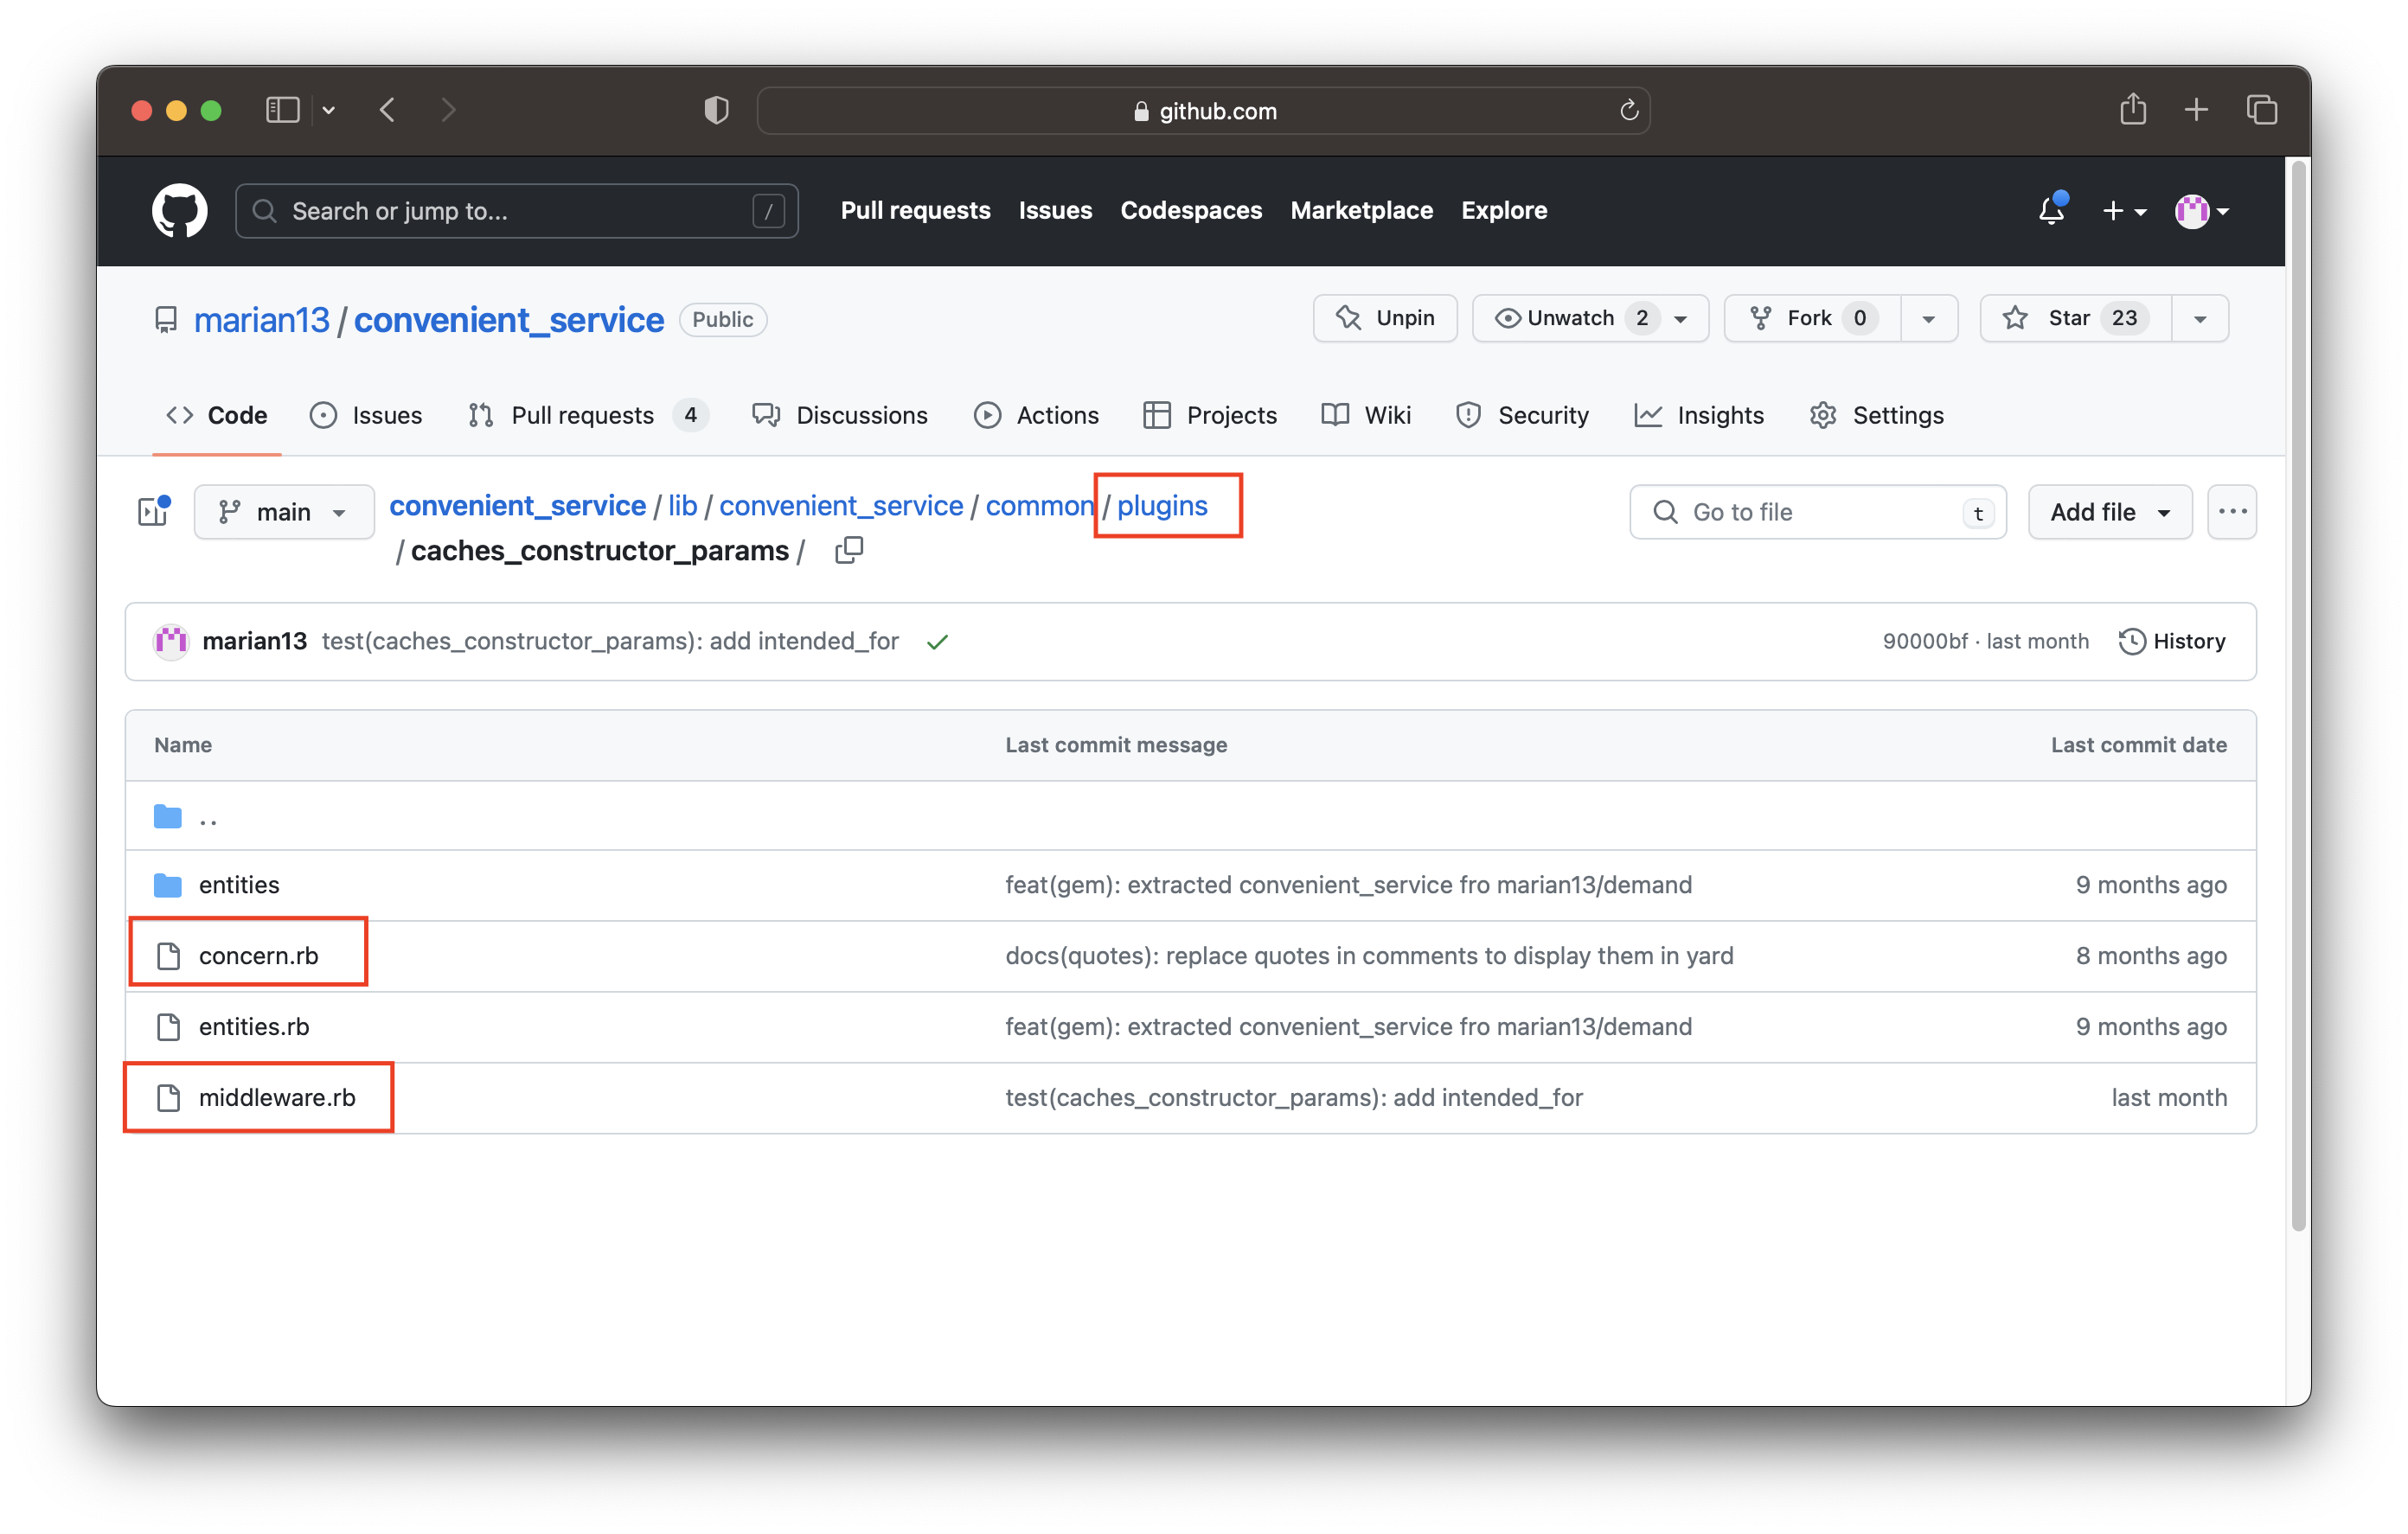 github.com
Search or jump to... /
Pull requests Issues Codespaces Marketplace Explore
marian13 / convenient_service Public
Unpin Unwatch 2 Fork 0 Star 23
Code Issues Pull requests 4 Discussions Actions Projects Wiki Security Insights Settings
main convenient_service / lib / convenient_service / common / plugins
/ caches_constructor_params /
Go to file t Add file ...
marian13 test(caches_constructor_params): add intended_for 90000bf · last month History
Name Last commit message Last commit date
..
entities feat(gem): extracted convenient_service fro marian13/demand 9 months ago
concern.rb docs(quotes): replace quotes in comments to display them in yard 8 months ago
entities.rb feat(gem): extracted convenient_service fro marian13/demand 9 months ago
middleware.rb test(caches_constructor_params): add intended_for last month